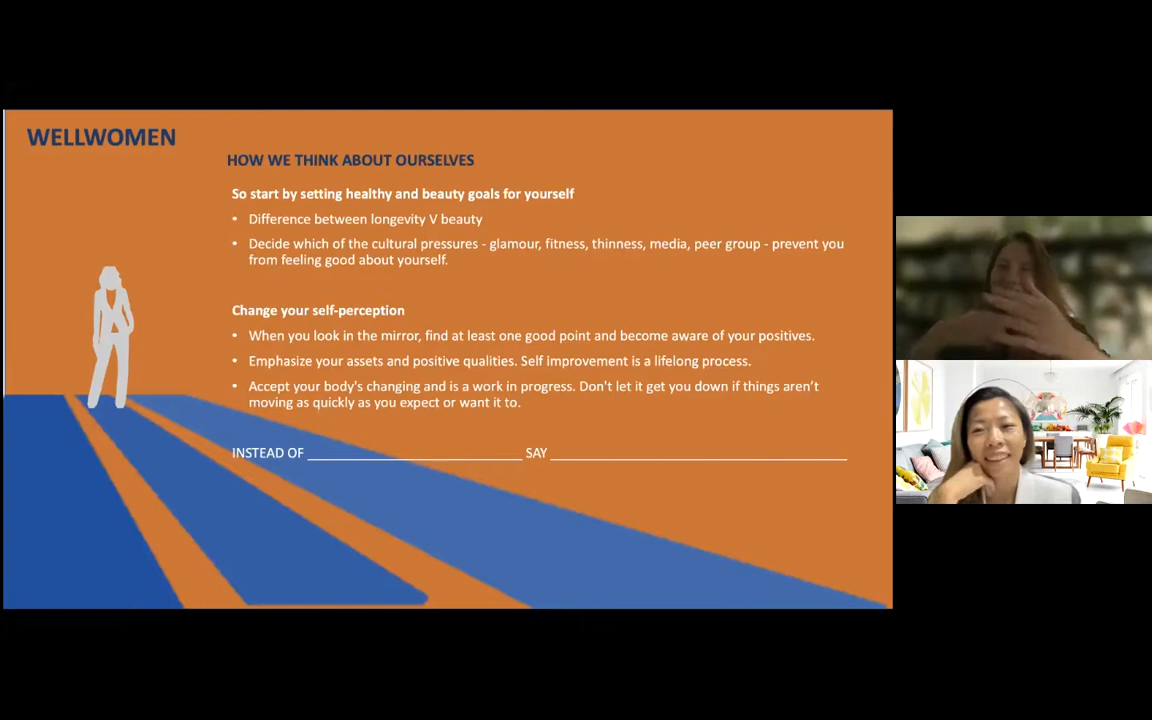 WELLWOMEN
HOW WE THINK ABOUT OURSELVES
So start by setting healthy and beauty goals for yourself
• Difference between longevity V beauty
• Decide which of the cultural pressures - glamour, fitness, thinness, media, peer group - prevent you
from feeling good about yourself.
Change your self-perception
• When you look in the mirror, find at least one good point and become aware of your positives.
• Emphasize your assets and positive qualities. Self improvement is a lifelong process.
• Accept your body's changing and is a work in progress. Don't let it get you down if things aren't
moving as quickly as you expect or want it to.
INSTEAD OF ______________________________ SAY ________________________________________